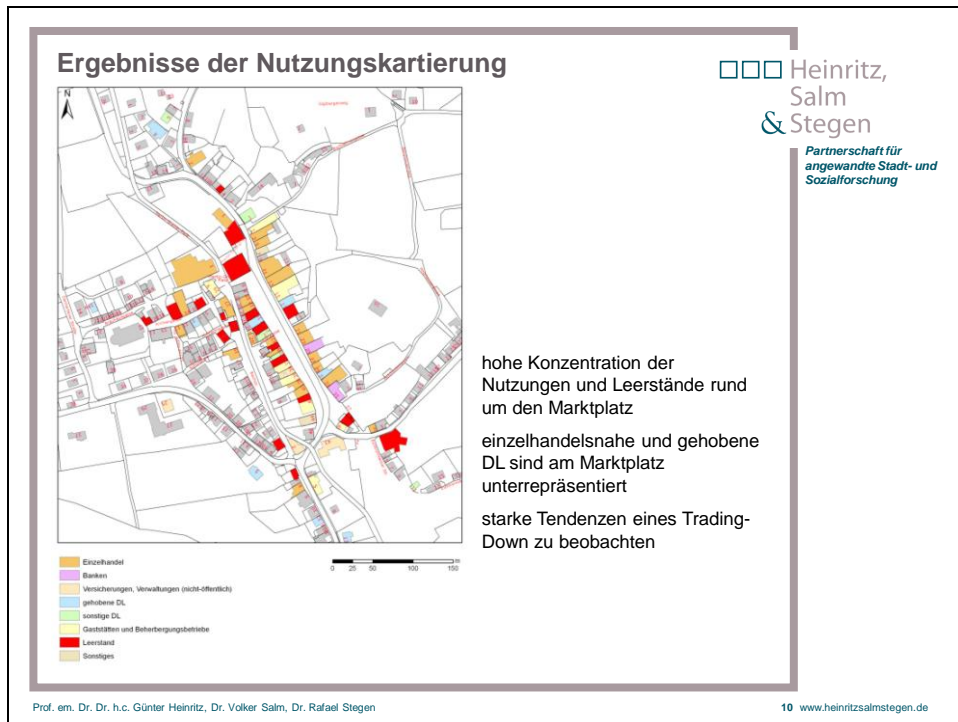 Ergebnisse der Nutzungskartierung
Heinritz,
Salm
& Stegen
Partnerschaft für
angewandte Stadt- und
Sozialforschung
N
hohe Konzentration der
Nutzungen und Leerstände rund
um den Marktplatz
einzelhandelsnahe und gehobene
DL sind am Marktplatz
unterrepräsentiert
starke Tendenzen eines Trading-
Down zu beobachten
m
0 25 50 100 150
Einzelhandel
Banken
Versicherungen, Verwaltungen (nicht-öffentlich)
gehobene DL
sonstige DL
Gaststätten und Beherbergungsbetriebe
Leerstand
Sonstiges
Prof. em. Dr. Dr. h.c. Günter Heinritz, Dr. Volker Salm, Dr. Rafael Stegen
10 www.heinritzsalmstegen.de